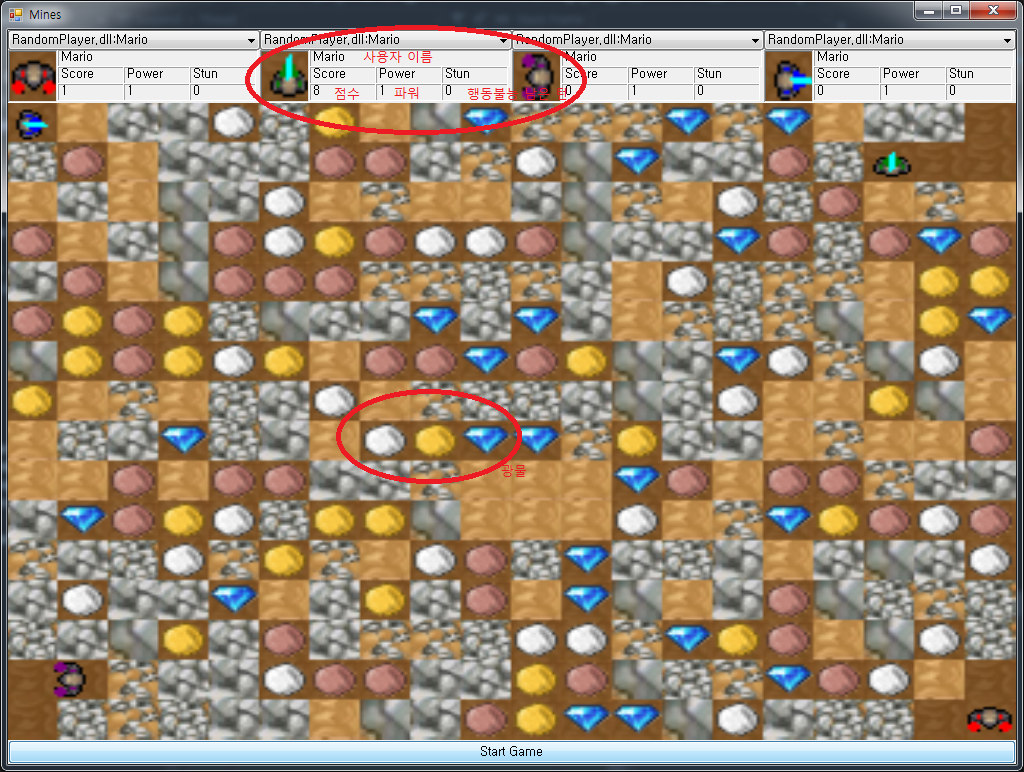 Mines
RandomPlayer,dll:Mario RandomPlayer,dll:Mario RandomPlayer,dll:Mario RandomPlayer,dll:Mario
Mario Mario 사용자 이름 Mario Mario
Score Power Stun Score Power Stun Score Power Stun Score Power Stun
1 1 0 8 점수 1 파워 0 행동불능 0 1 0 0 1 0
광물
Start Game